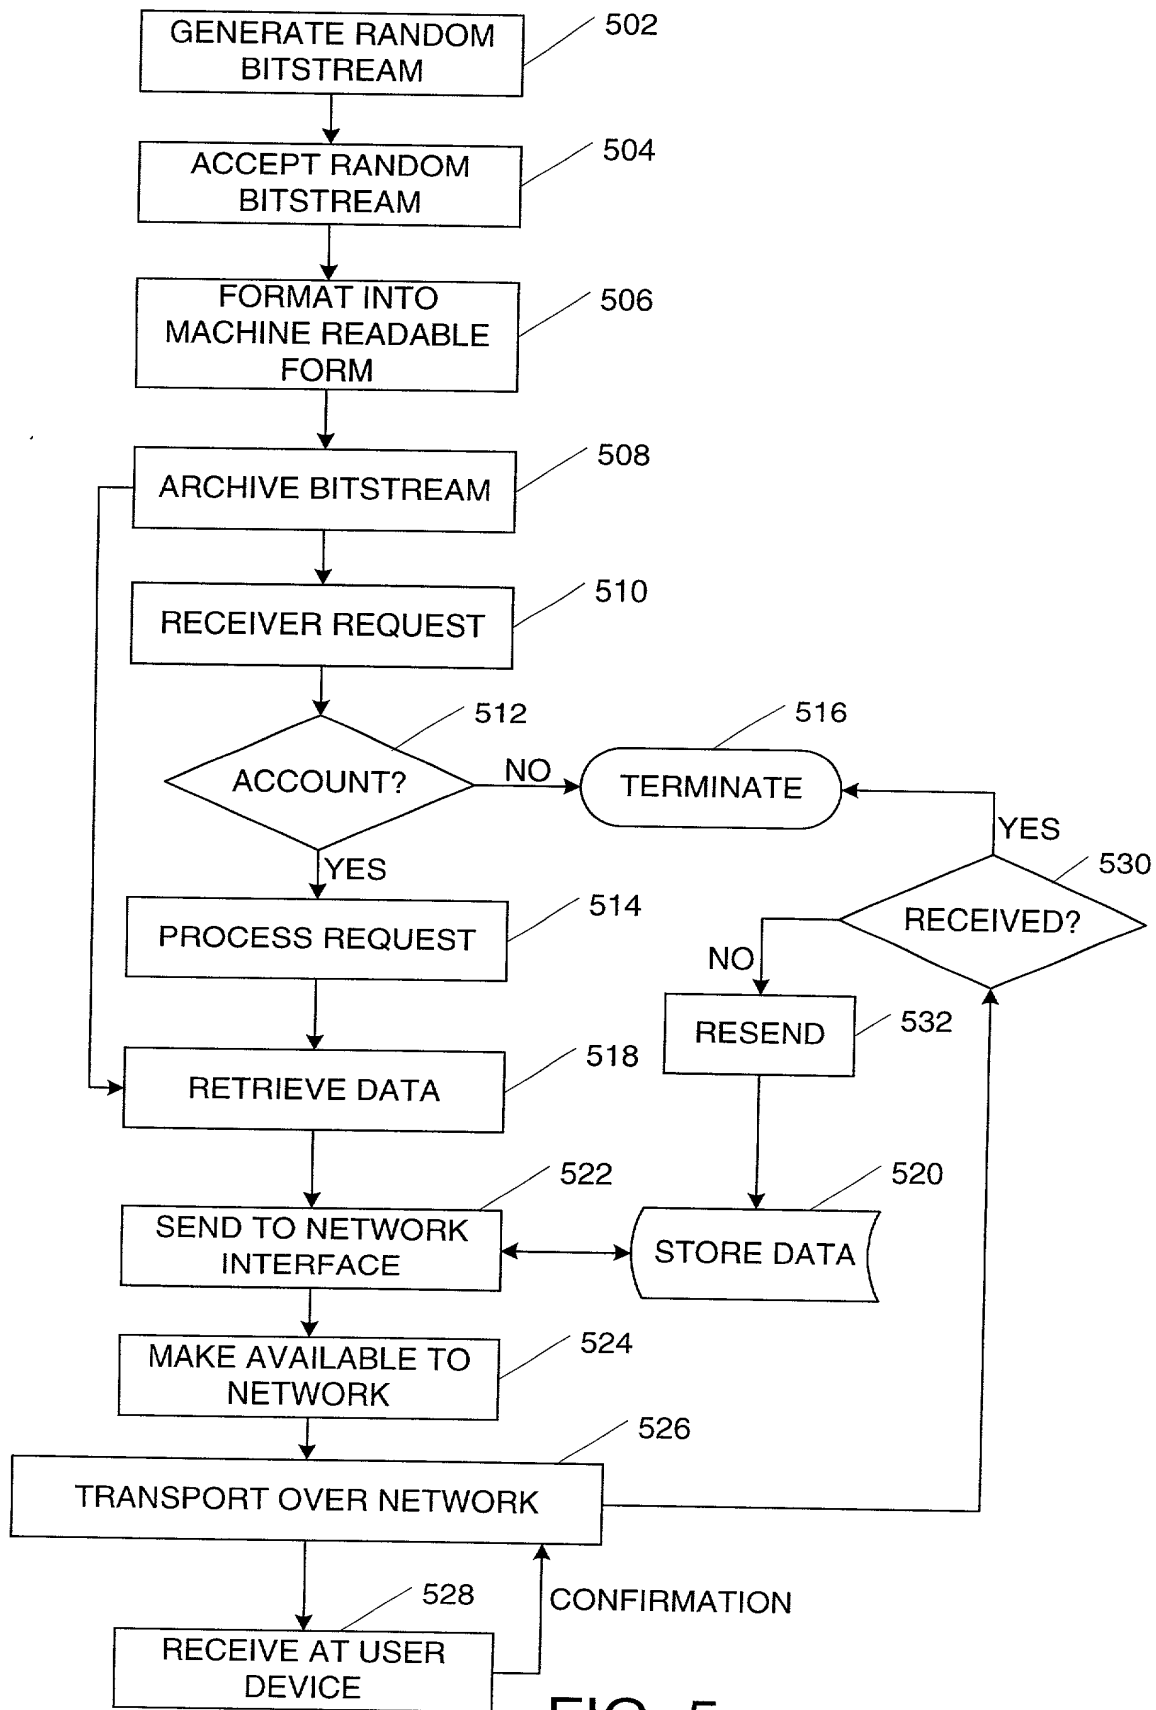 GENERATE RANDOM
BITSTREAM
502
ACCEPT RANDOM
BITSTREAM
504
FORMAT INTO
MACHINE READABLE
FORM
506
ARCHIVE BITSTREAM
508
RECEIVER REQUEST
510
ACCOUNT?
512
NO
TERMINATE
516
YES
YES
RECEIVED?
530
PROCESS REQUEST
514
NO
RESEND
532
RETRIEVE DATA
518
SEND TO NETWORK
INTERFACE
522
STORE DATA
520
MAKE AVAILABLE TO
NETWORK
524
TRANSPORT OVER NETWORK
526
CONFIRMATION
RECEIVE AT USER
DEVICE
528
FIG. 5